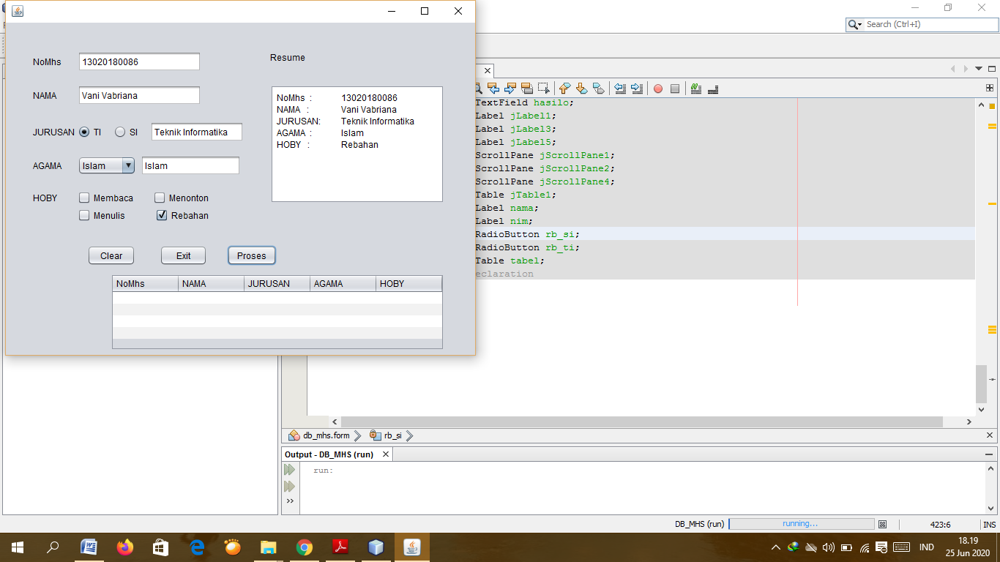 Search (Ctrl+I)
NoMhs 13020180086
Resume
NAMA Vani Vabriana
NoMhs : 13020180086
NAMA : Vani Vabriana
JURUSAN: Teknik Informatika
AGAMA : Islam
HOBY : Rebahan
JURUSAN TI SI Teknik Informatika
AGAMA Islam Islam
HOBY Membaca Menonton
Menulis Rebahan
Clear Exit Proses
NoMhs NAMA JURUSAN AGAMA HOBY
TextField hasilo;
Label jLabel1;
Label jLabel3;
Label jLabel5;
ScrollPane jScrollPane1;
ScrollPane jScrollPane2;
ScrollPane jScrollPane4;
Table jTable1;
Label nama;
Label nim;
RadioButton rb_si;
RadioButton rb_ti;
Table tabel;
eclaration
db_mhs.form rb_si
Output - DB_MHS (run)
run:
DB_MHS (run) running... 423:6 INS
IND
18.19
25 Jun 2020